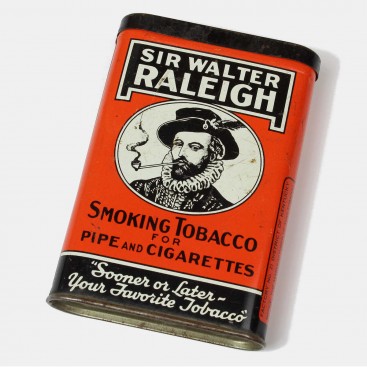 SIR WALTER
RALEIGH
SMOKING TOBACCO
FOR
PIPE AND CIGARETTES
"Sooner or Later—
Your Favorite Tobacco"